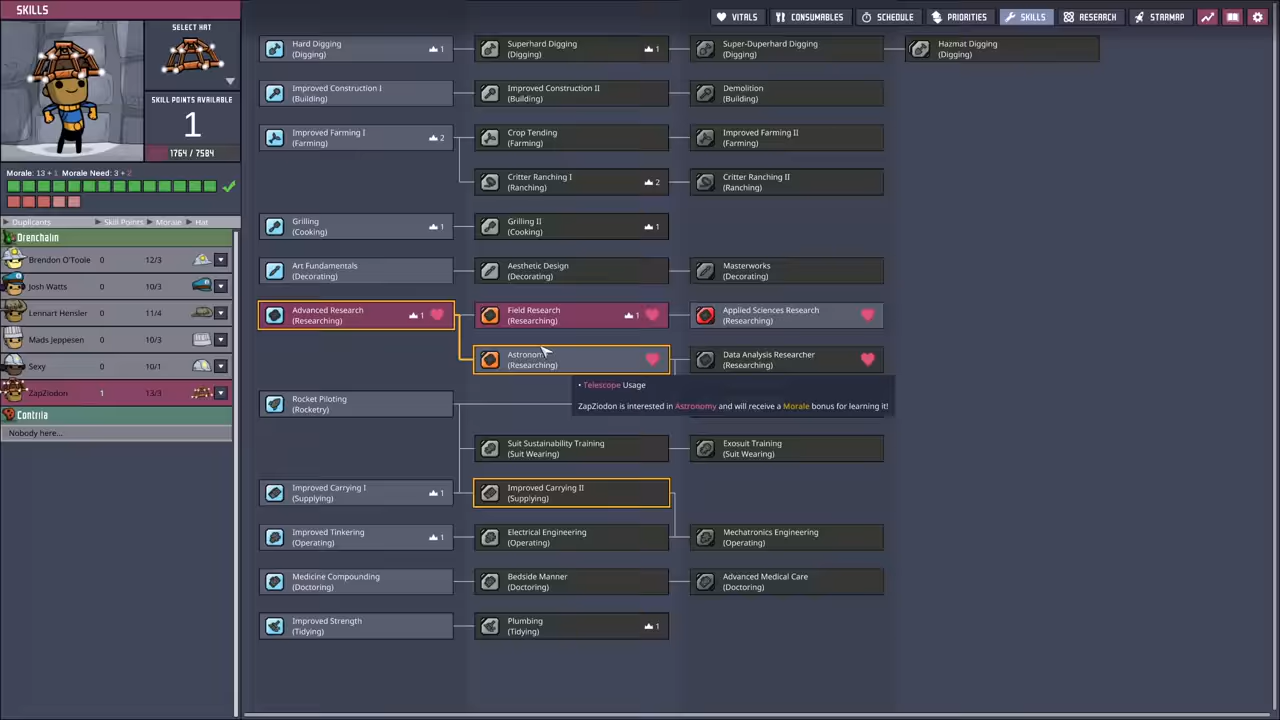 SKILLS
VITALS
CONSUMABLES
SCHEDULE
PRIORITIES
SKILLS
RESEARCH
STARMAP
SELECT HAT
SKILL POINTS AVAILABLE
1
1764 / 7584
Morale: 13 + 1 Morale Need: 3 + 2
Duplicants Skill Points Morale Hat
Drenchalin
Brendon O'Toole 0 12/3
Josh Watts 0 10/3
Lennart Hensler 0 11/4
Mads Jeppesen 0 10/3
Sexy 0 10/1
ZapZiodon 1 13/3
Contria
Nobody here...
Hard Digging
(Digging)
1
Superhard Digging
(Digging)
1
Super-Duperhard Digging
(Digging)
Hazmat Digging
(Digging)
Improved Construction I
(Building)
Improved Construction II
(Building)
Demolition
(Building)
Improved Farming I
(Farming)
2
Crop Tending
(Farming)
Improved Farming II
(Farming)
Critter Ranching I
(Ranching)
2
Critter Ranching II
(Ranching)
Grilling
(Cooking)
1
Grilling II
(Cooking)
1
Art Fundamentals
(Decorating)
Aesthetic Design
(Decorating)
Masterworks
(Decorating)
Advanced Research
(Researching)
1
Field Research
(Researching)
1
Applied Sciences Research
(Researching)
Astronomy
(Researching)
Data Analysis Researcher
(Researching)
• Telescope Usage
ZapZiodon is interested in Astronomy and will receive a Morale bonus for learning it!
Rocket Piloting
(Rocketry)
Suit Sustainability Training
(Suit Wearing)
Exosuit Training
(Suit Wearing)
Improved Carrying I
(Supplying)
1
Improved Carrying II
(Supplying)
Improved Tinkering
(Operating)
1
Electrical Engineering
(Operating)
Mechatronics Engineering
(Operating)
Medicine Compounding
(Doctoring)
Bedside Manner
(Doctoring)
Advanced Medical Care
(Doctoring)
Improved Strength
(Tidying)
Plumbing
(Tidying)
1